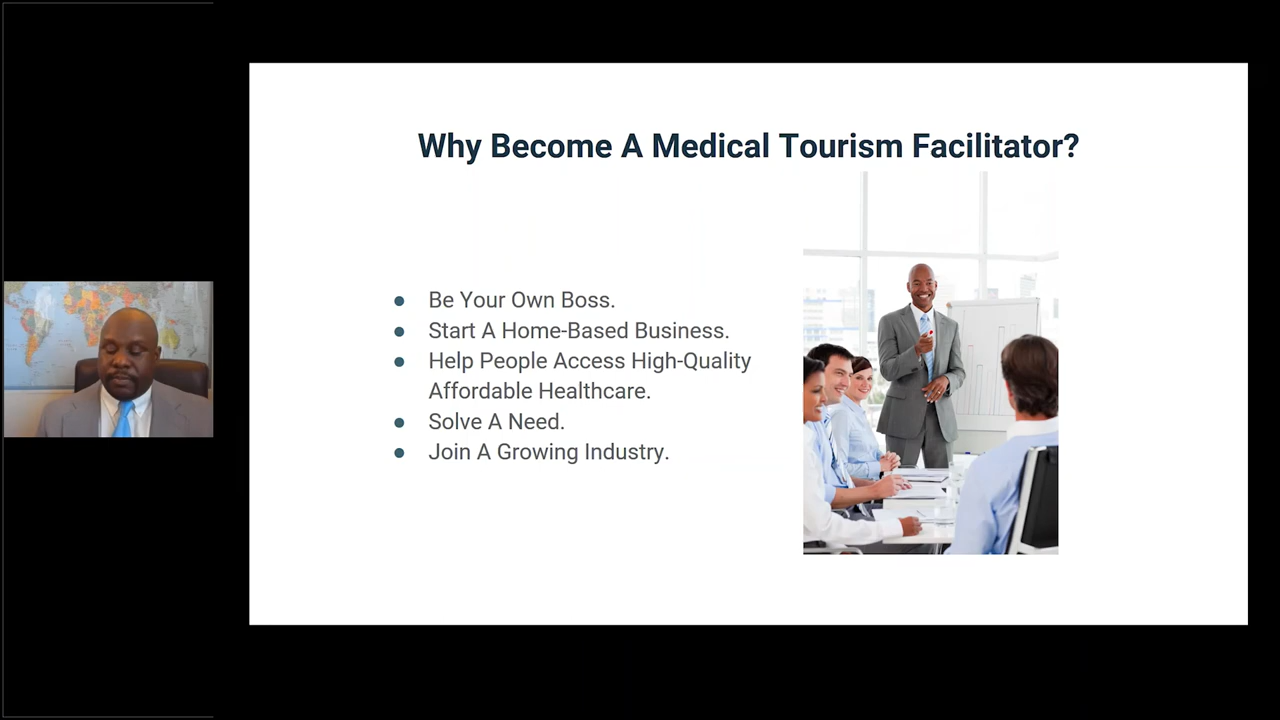 Why Become A Medical Tourism Facilitator?
● Be Your Own Boss.
● Start A Home-Based Business.
● Help People Access High-Quality
Affordable Healthcare.
● Solve A Need.
● Join A Growing Industry.